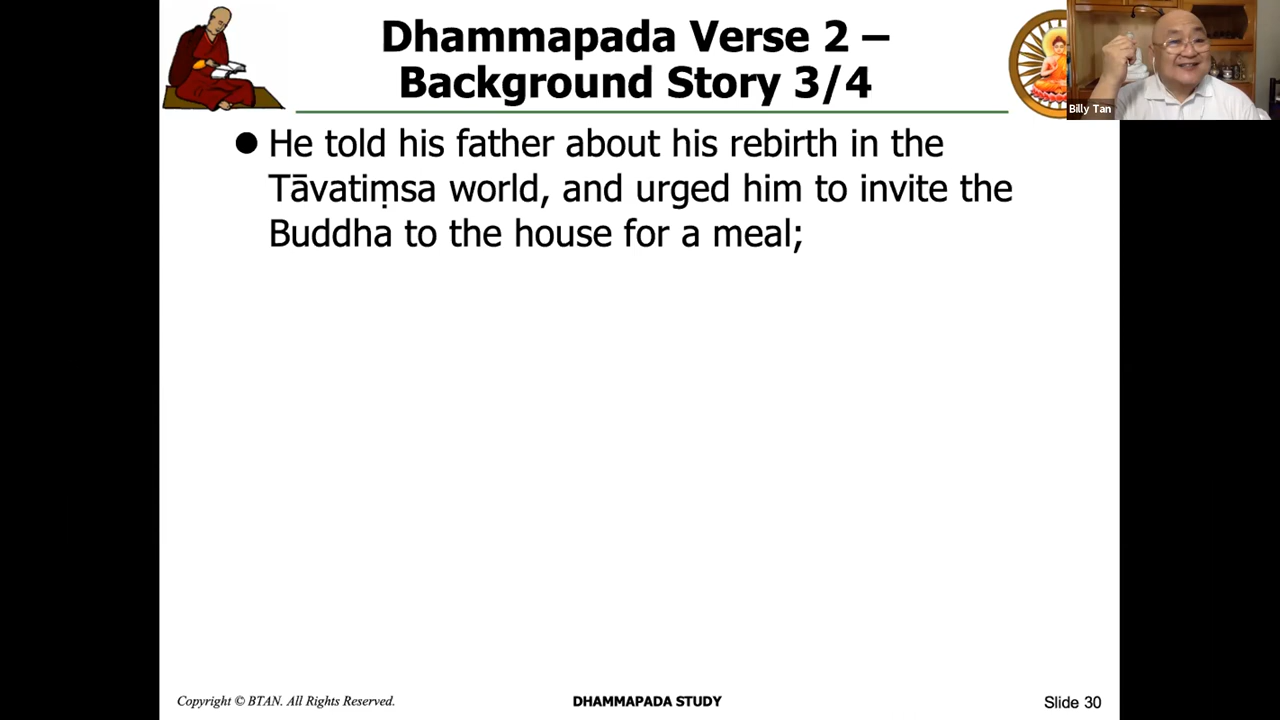 Dhammapada Verse 2 –
Background Story 3/4
Billy Tan
● He told his father about his rebirth in the
Tāvatiṃsa world, and urged him to invite the
Buddha to the house for a meal;
Copyright © BTAN. All Rights Reserved.
DHAMMAPADA STUDY
Slide 30